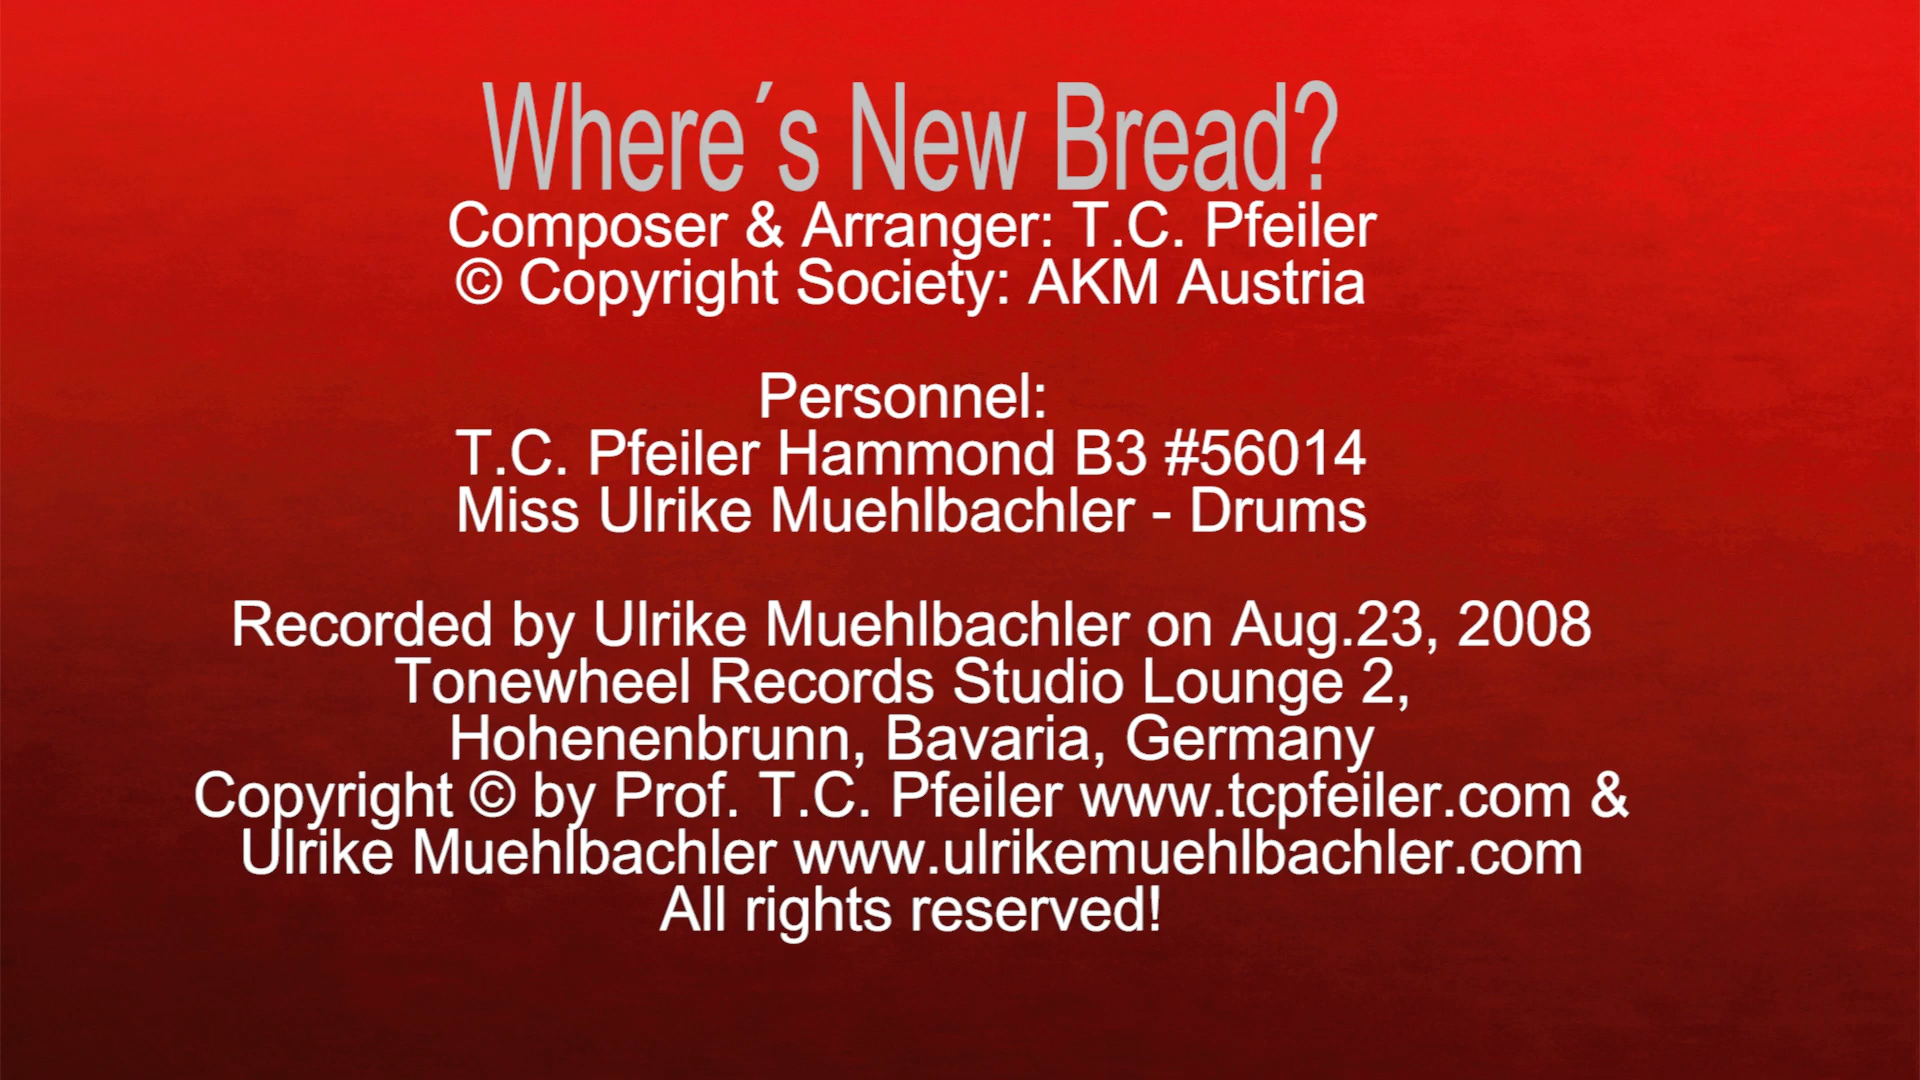 Where´s New Bread?
Composer & Arranger: T.C. Pfeiler
© Copyright Society: AKM Austria
Personnel:
T.C. Pfeiler Hammond B3 #56014
Miss Ulrike Muehlbachler - Drums
Recorded by Ulrike Muehlbachler on Aug.23, 2008
Tonewheel Records Studio Lounge 2,
Hohenenbrunn, Bavaria, Germany
Copyright © by Prof. T.C. Pfeiler www.tcpfeiler.com &
Ulrike Muehlbachler www.ulrikemuehlbachler.com
All rights reserved!